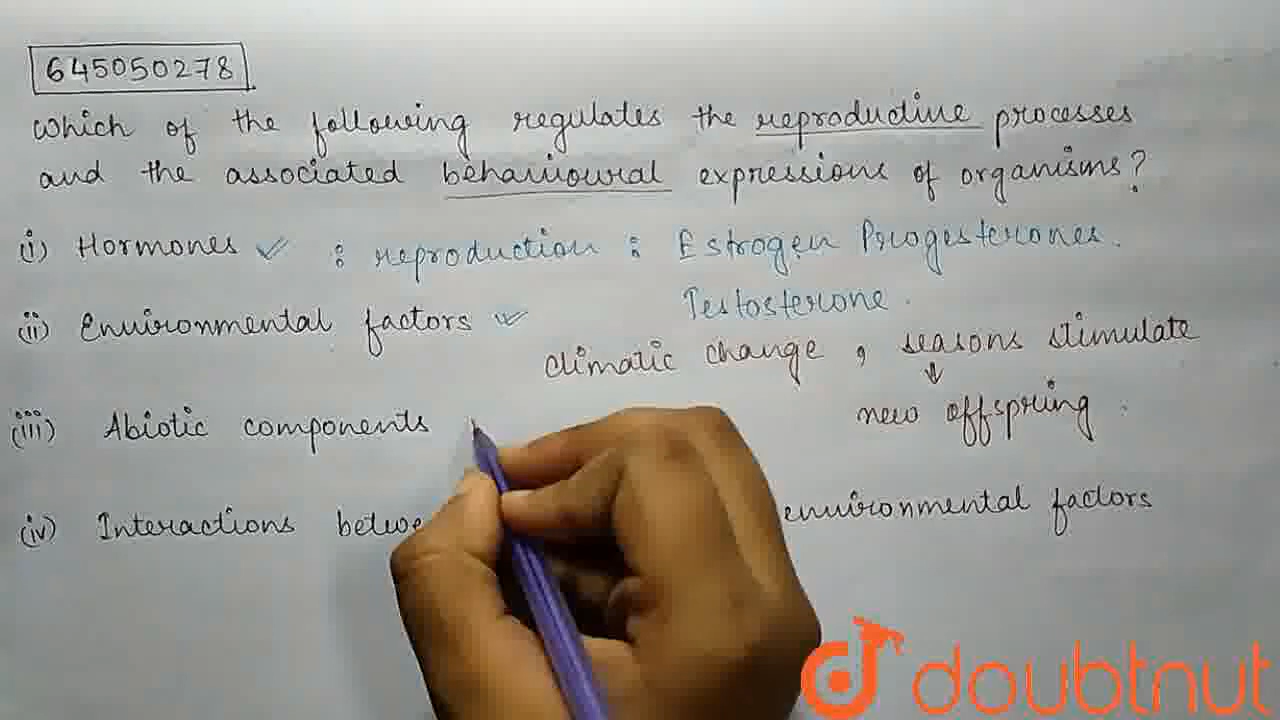 645050278
Which of the following regulates the reproductive processes
and the associated behavioural expressions of organisms?
(i) Hormones ✓ : reproduction : Estrogen Progesterones.
Testosterone.
(ii) Environmental factors ✓
climatic change, seasons stimulate
↓
new offspring.
(iii) Abiotic components
(iv) Interactions betwe environmental factors
doubtnut